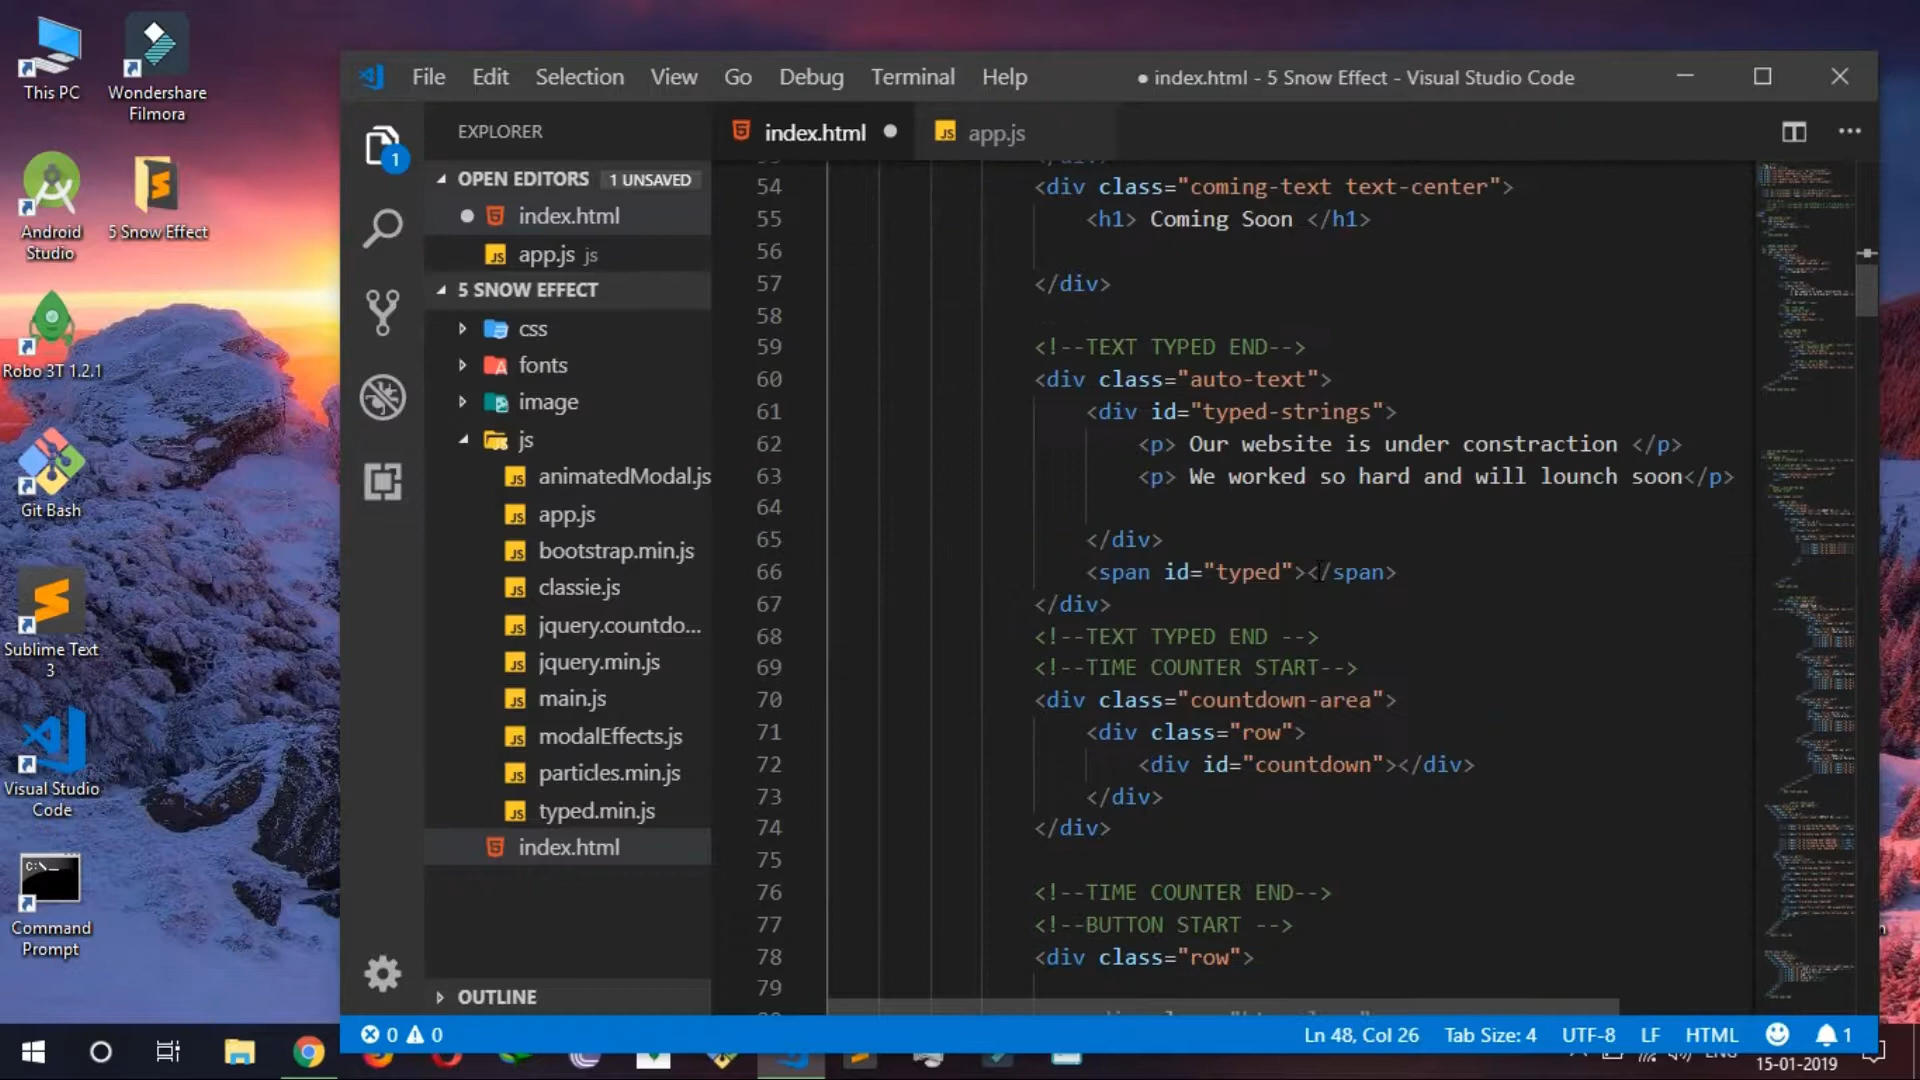 This PC
Wondershare
Filmora
Android
Studio
5 Snow Effect
Robo 3T 1.2.1
Git Bash
Sublime Text
3
Visual Studio
Code
Command
Prompt
File Edit Selection View Go Debug Terminal Help
● index.html - 5 Snow Effect - Visual Studio Code
EXPLORER
OPEN EDITORS 1 UNSAVED
index.html
app.js js
5 SNOW EFFECT
css
fonts
image
js
animatedModal.js
app.js
bootstrap.min.js
classie.js
jquery.countdo...
jquery.min.js
main.js
modalEffects.js
particles.min.js
typed.min.js
index.html
OUTLINE
1
index.html ● app.js
54 <div class="coming-text text-center">
55 <h1> Coming Soon </h1>
56
57 </div>
58
59 <!--TEXT TYPED END-->
60 <div class="auto-text">
61 <div id="typed-strings">
62 <p> Our website is under constraction </p>
63 <p> We worked so hard and will lounch soon</p>
64
65 </div>
66 <span id="typed"></span>
67 </div>
68 <!--TEXT TYPED END -->
69 <!--TIME COUNTER START-->
70 <div class="countdown-area">
71 <div class="row">
72 <div id="countdown"></div>
73 </div>
74 </div>
75
76 <!--TIME COUNTER END-->
77 <!--BUTTON START -->
78 <div class="row">
79
0 0
Ln 48, Col 26 Tab Size: 4 UTF-8 LF HTML 1
15-01-2019